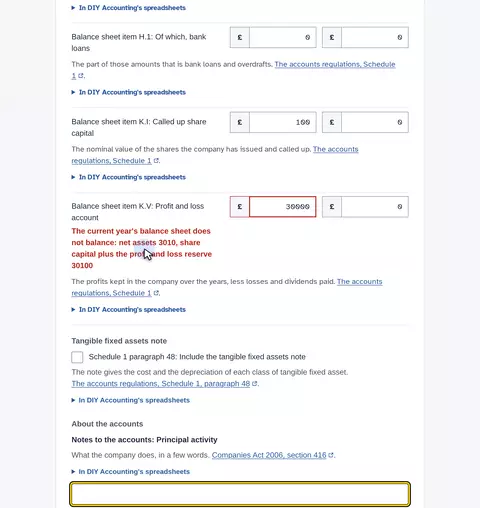 ▶ In DIY Accounting's spreadsheets
Balance sheet item H.1: Of which, bank loans
£ 0 £ 0
The part of those amounts that is bank loans and overdrafts. The accounts regulations, Schedule 1.
▶ In DIY Accounting's spreadsheets
Balance sheet item K.I: Called up share capital
£ 100 £ 0
The nominal value of the shares the company has issued and called up. The accounts regulations, Schedule 1.
▶ In DIY Accounting's spreadsheets
Balance sheet item K.V: Profit and loss account
£ 30000 £ 0
The current year's balance sheet does
not balance: net assets 3010, share
capital plus the profit and loss reserve
30100
The profits kept in the company over the years, less losses and dividends paid. The accounts regulations, Schedule 1.
▶ In DIY Accounting's spreadsheets
Tangible fixed assets note
Schedule 1 paragraph 48: Include the tangible fixed assets note
The note gives the cost and the depreciation of each class of tangible fixed asset.
The accounts regulations, Schedule 1, paragraph 48.
▶ In DIY Accounting's spreadsheets
About the accounts
Notes to the accounts: Principal activity
What the company does, in a few words. Companies Act 2006, section 416.
▶ In DIY Accounting's spreadsheets